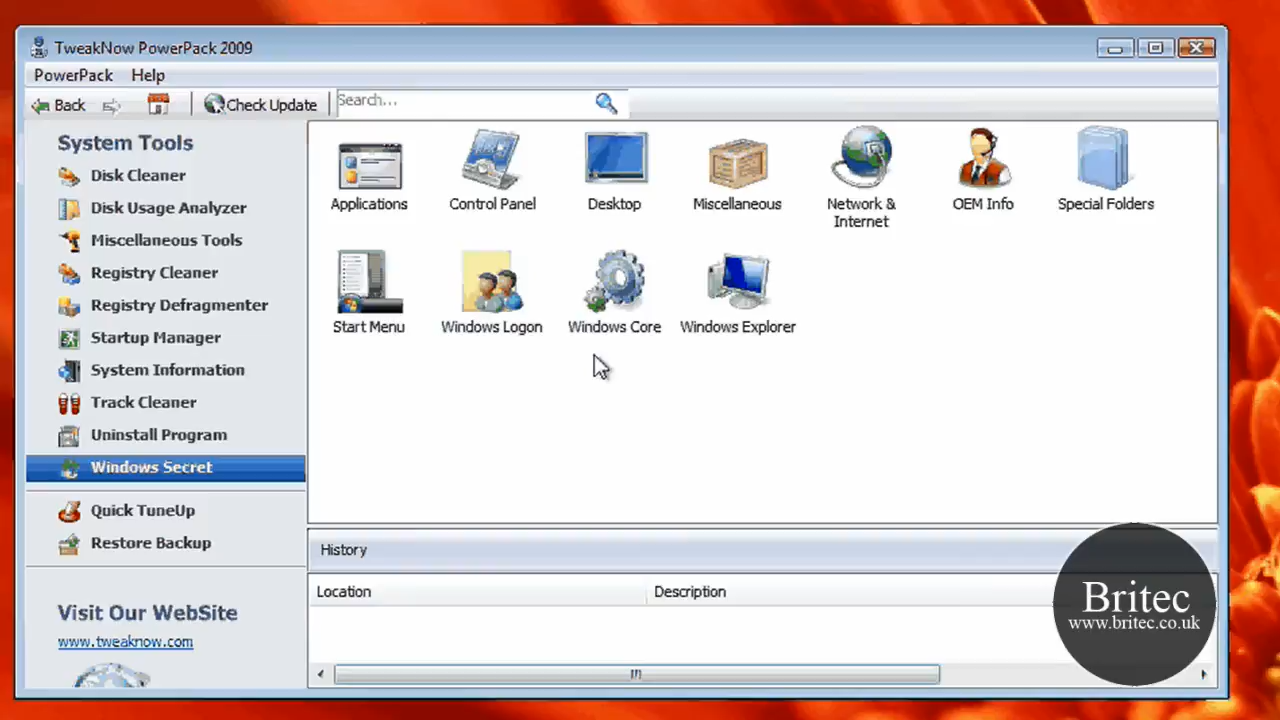 TweakNow PowerPack 2009
PowerPack Help
Back Check Update Search...
System Tools
Disk Cleaner
Disk Usage Analyzer
Miscellaneous Tools
Registry Cleaner
Registry Defragmenter
Startup Manager
System Information
Track Cleaner
Uninstall Program
Windows Secret
Quick TuneUp
Restore Backup
Visit Our WebSite
www.tweaknow.com
Applications
Control Panel
Desktop
Miscellaneous
Network &
Internet
OEM Info
Special Folders
Start Menu
Windows Logon
Windows Core
Windows Explorer
History
Location Description
Britec
www.britec.co.uk